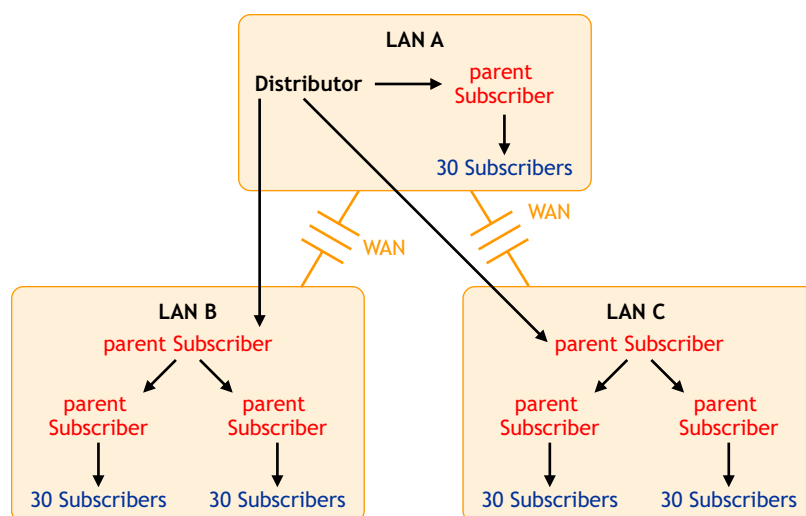 LAN A
Distributor
parent
Subscriber
30 Subscribers
WAN
WAN
LAN B
parent Subscriber
parent
Subscriber
parent
Subscriber
30 Subscribers
30 Subscribers
LAN C
parent Subscriber
parent
Subscriber
parent
Subscriber
30 Subscribers
30 Subscribers